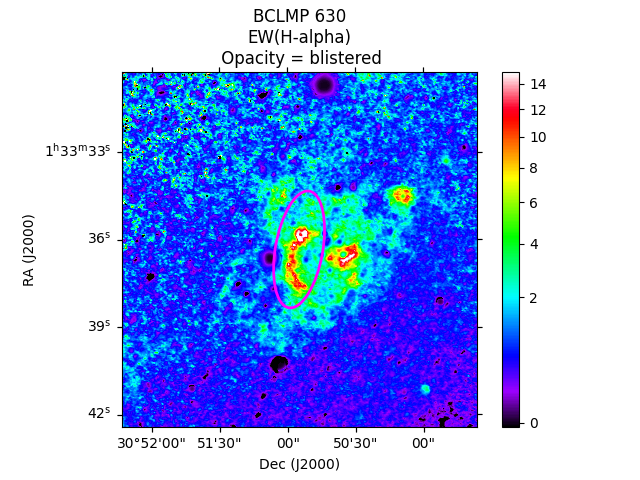 BCLMP 630
EW(H-alpha)
Opacity = blistered
RA (J2000)
1ʰ33ᵐ33ˢ
36ˢ
39ˢ
42ˢ
30°52'00" 51'30" 00" 50'30" 00"
Dec (J2000)
14
12
10
8
6
4
2
0